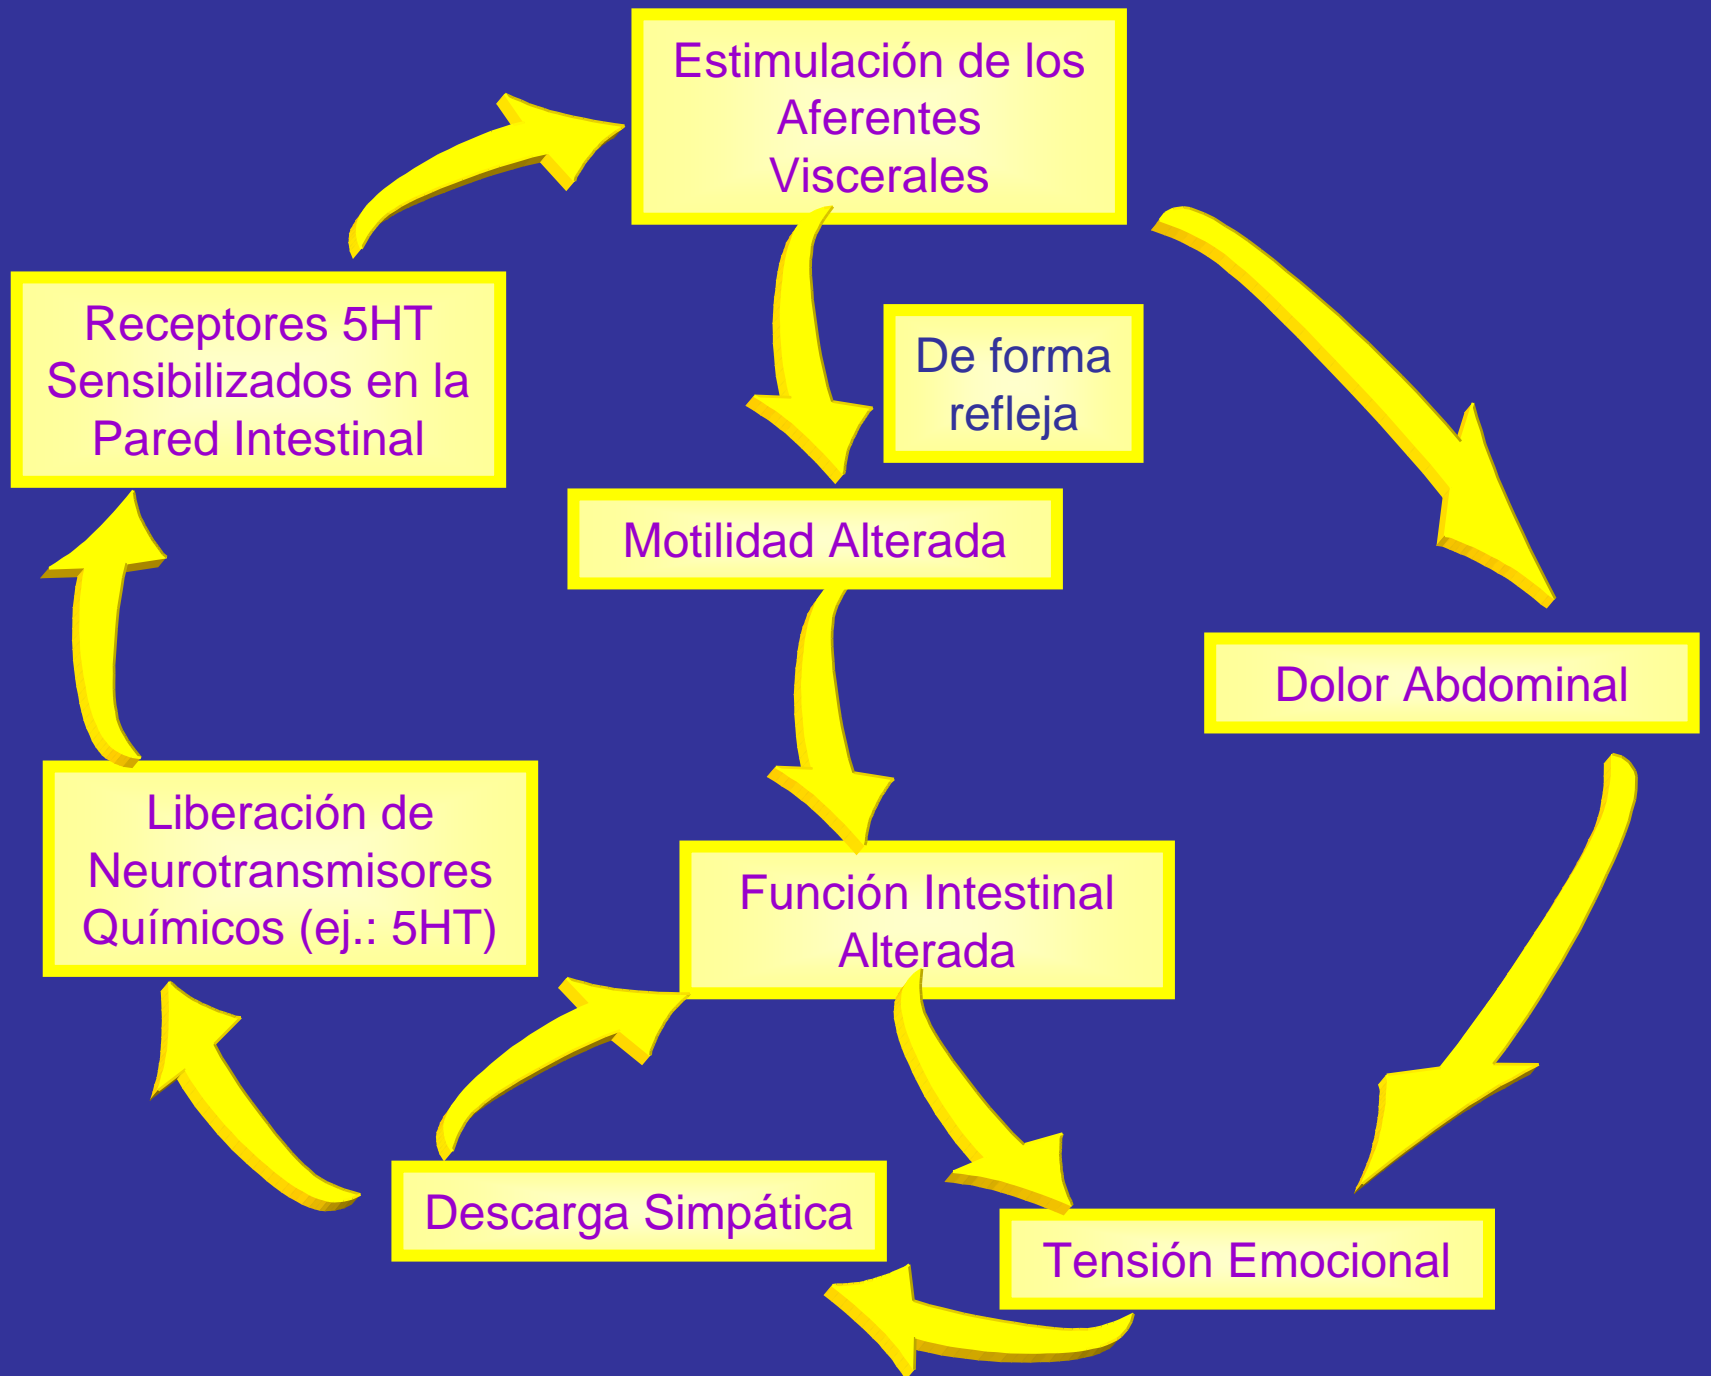 Estimulación de los
Aferentes
Viscerales
Receptores 5HT
Sensibilizados en la
Pared Intestinal
De forma
refleja
Motilidad Alterada
Dolor Abdominal
Liberación de
Neurotransmisores
Químicos (ej.: 5HT)
Función Intestinal
Alterada
Descarga Simpática
Tensión Emocional